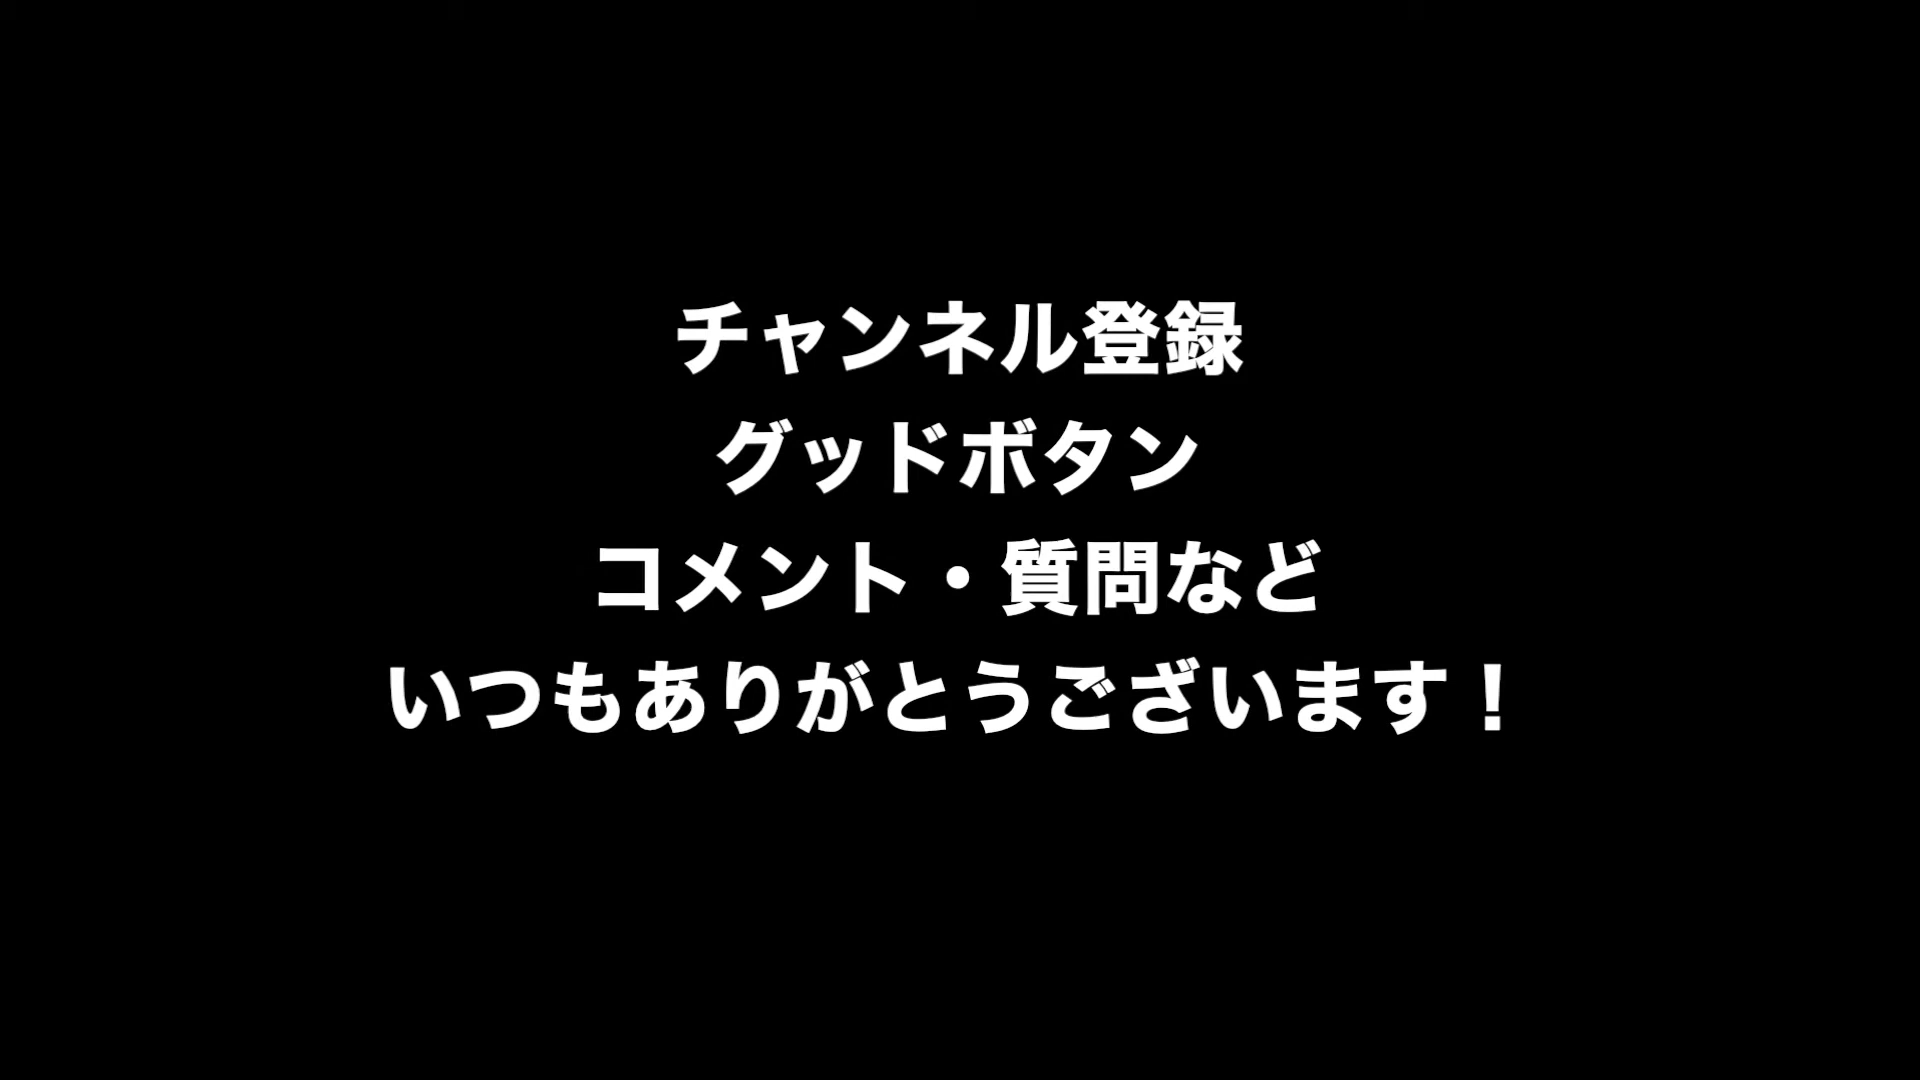 チャンネル登録
グッドボタン
コメント・質問など
いつもありがとうございます！